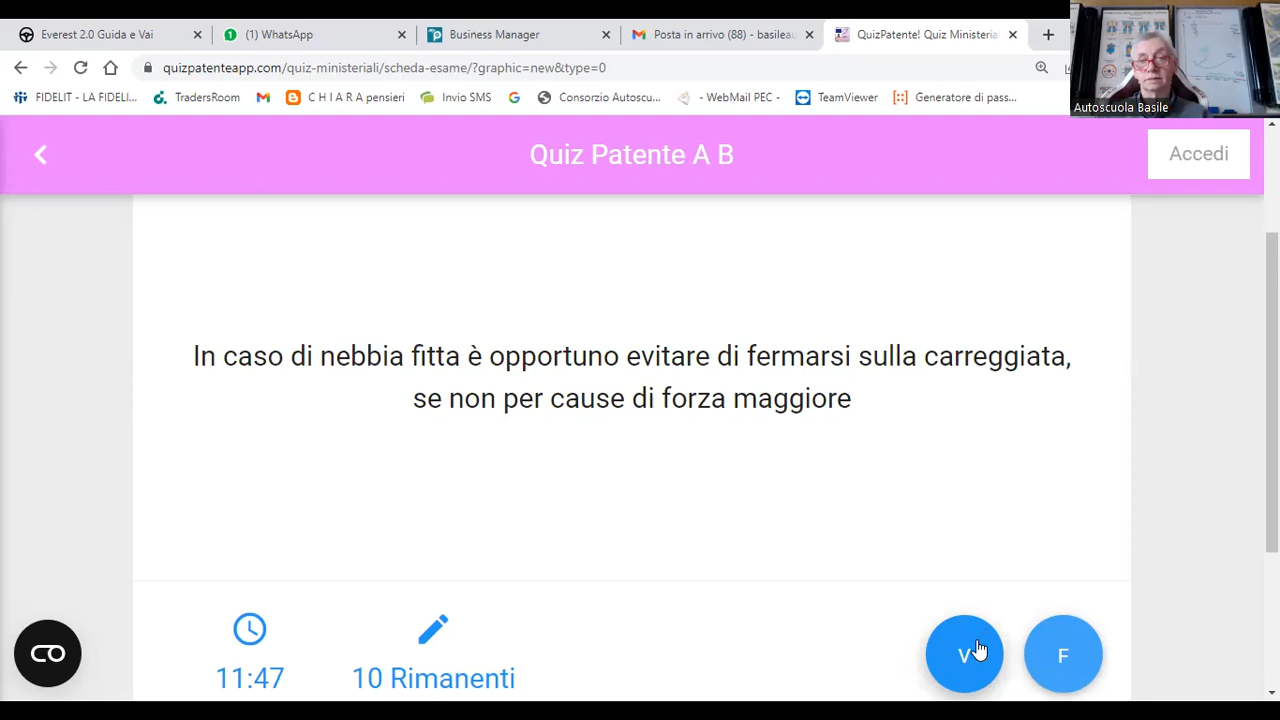 Everest 2.0 Guida e Vai
(1) WhatsApp
Business Manager
Posta in arrivo (88) - basileau
QuizPatente! Quiz Ministeria
quizpatenteapp.com/quiz-ministeriali/scheda-esame/?graphic=new&type=0
FIDELIT - LA FIDELI...
TradersRoom
C H I A R A pensieri
Invio SMS
Consorzio Autoscu...
- WebMail PEC -
TeamViewer
Generatore di pass...
Autoscuola Basile
Quiz Patente A B
Accedi
In caso di nebbia fitta è opportuno evitare di fermarsi sulla carreggiata,
se non per cause di forza maggiore
11:47
10 Rimanenti
V
F